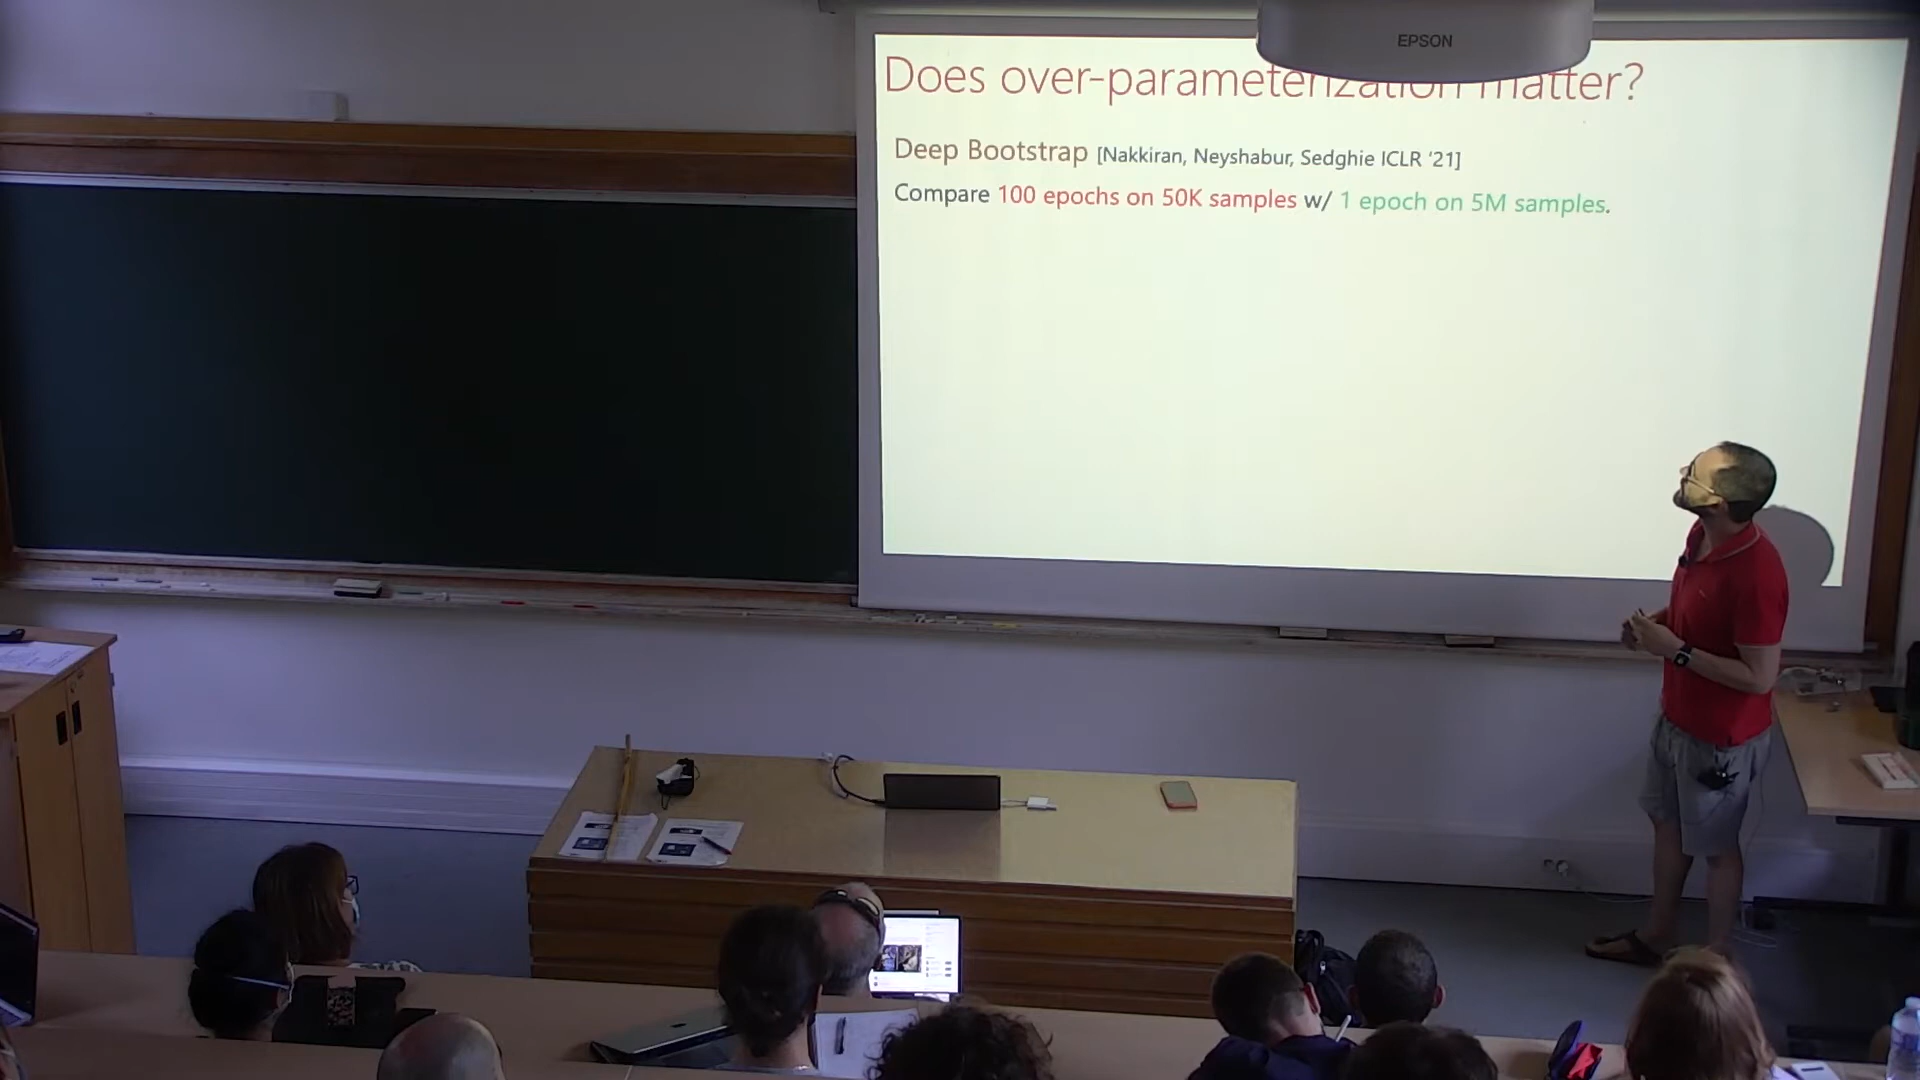 EPSON
Does over-parameterization matter?
Deep Bootstrap [Nakkiran, Neyshabur, Sedghie ICLR ‘21]
Compare 100 epochs on 50K samples w/ 1 epoch on 5M samples.